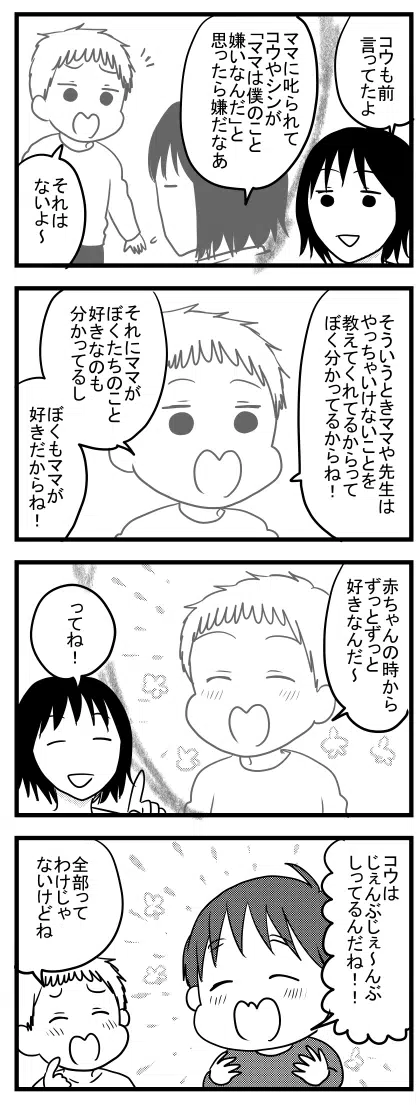 コウも前
言ってたよ
ママに叱られて
コウやシンが
「ママは僕のこと
嫌いなんだ」と
思ったら嫌だなあ
それは
ないよ～
そういうときママや先生は
やっちゃいけないことを
教えてくれてるからって
ぼく分かってるからね！
それにママが
ぼくたちのこと
好きなのも
分かってるし
ぼくもママが
好きだからね！
赤ちゃんの時から
ずっとずっと
好きなんだ～
ってね！
コウは
じぇんぶじぇ～んぶ
しってるんだね！！
全部って
わけじゃ
ないけどね